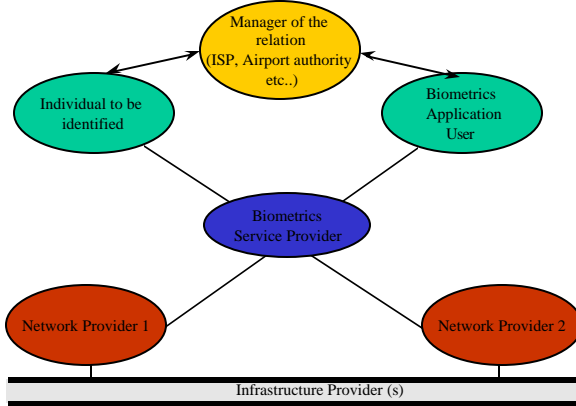 Manager of the
relation
(ISP, Airport authority
etc..)
Individual to be
identified
Biometrics
Application
User
Biometrics
Service Provider
Network Provider 1
Network Provider 2
Infrastructure Provider (s)